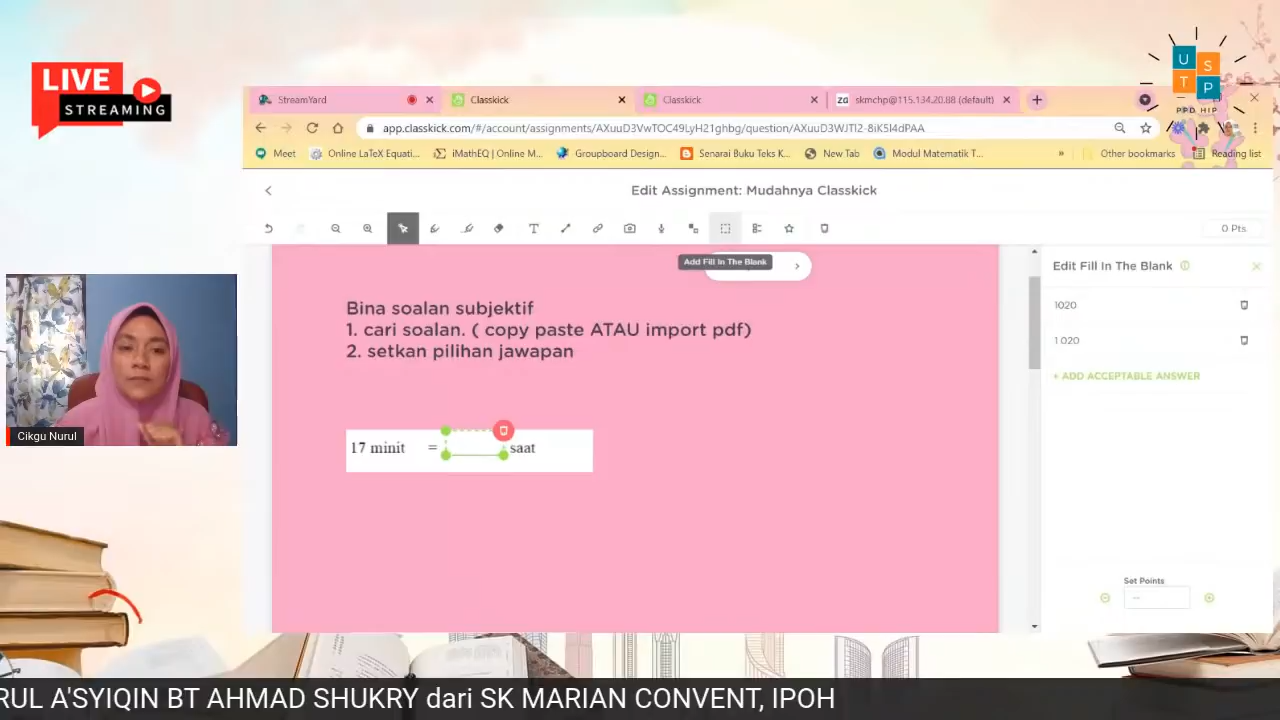 LIVE
STREAMING
U
S
T
P
PPD HIP
StreamYard
Classkick
Classkick
skmchp@115.134.20.88 (default)
app.classkick.com/#/account/assignments/AXuuD3VwTOC49LyH21ghbg/question/AXuuD3WJTI2-8iK5I4dPAA
Meet
Online LaTeX Equati...
iMathEQ | Online M...
Groupboard Design...
Senarai Buku Teks K...
New Tab
Modul Matematik T...
»
Other bookmarks
Reading list
Edit Assignment: Mudahnya Classkick
0 Pts
Add Fill In The Blank
Edit Fill In The Blank
Bina soalan subjektif
1. cari soalan. ( copy paste ATAU import pdf)
2. setkan pilihan jawapan
1020
1 020
+ ADD ACCEPTABLE ANSWER
17 minit = saat
Cikgu Nurul
Set Points
--
RUL A'SYIQIN BT AHMAD SHUKRY dari SK MARIAN CONVENT, IPOH